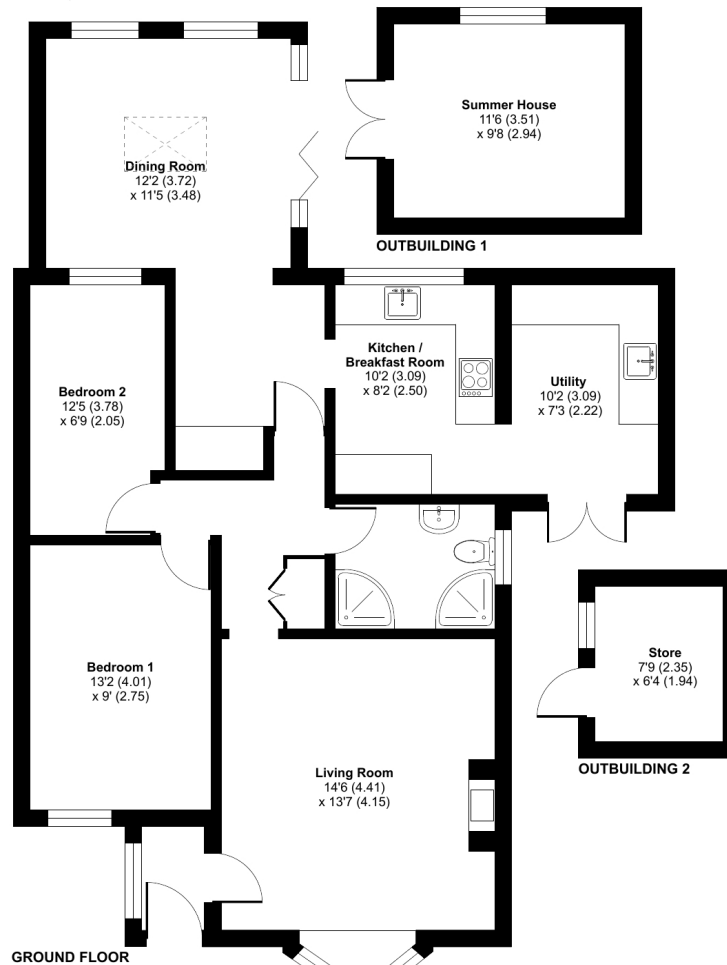 Summer House
11'6 (3.51)
x 9'8 (2.94)
OUTBUILDING 1
Dining Room
12'2 (3.72)
x 11'5 (3.48)
Kitchen /
Breakfast Room
10'2 (3.09)
x 8'2 (2.50)
Utility
10'2 (3.09)
x 7'3 (2.22)
Bedroom 2
12'5 (3.78)
x 6'9 (2.05)
Store
7'9 (2.35)
x 6'4 (1.94)
OUTBUILDING 2
Bedroom 1
13'2 (4.01)
x 9' (2.75)
Living Room
14'6 (4.41)
x 13'7 (4.15)
GROUND FLOOR